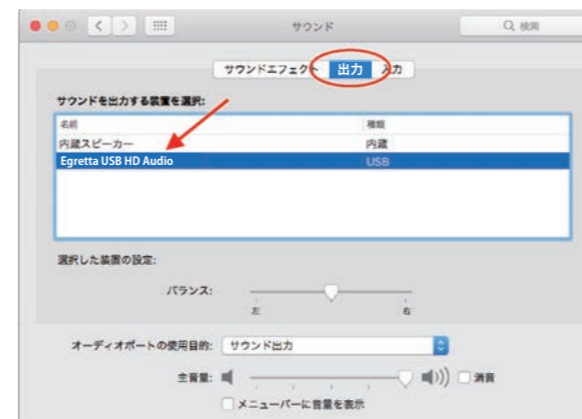 サウンド
検索
サウンドエフェクト 出力 入力
サウンドを出力する装置を選択:
名前 種類
内蔵スピーカー 内蔵
Egretta USB HD Audio USB
選択した装置の設定:
バランス:
左 右
オーディオポートの使用目的: サウンド出力
主音量: 消音
メニューバーに音量を表示